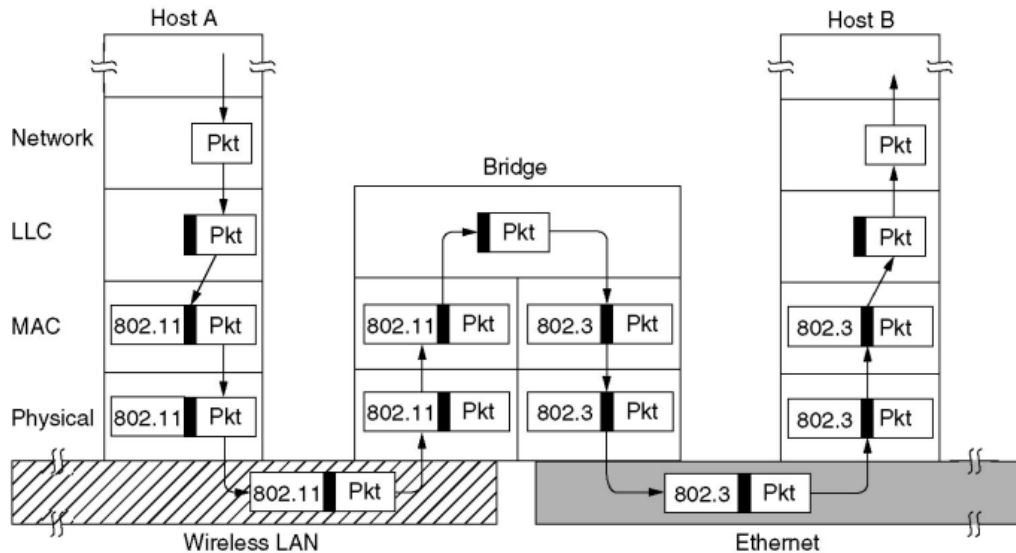 Host A
Host B
Network
Pkt
Pkt
Bridge
LLC
Pkt
Pkt
Pkt
MAC
802.11 Pkt
802.11 Pkt
802.3 Pkt
802.3 Pkt
Physical
802.11 Pkt
802.11 Pkt
802.3 Pkt
802.3 Pkt
802.11 Pkt
802.3 Pkt
Wireless LAN
Ethernet